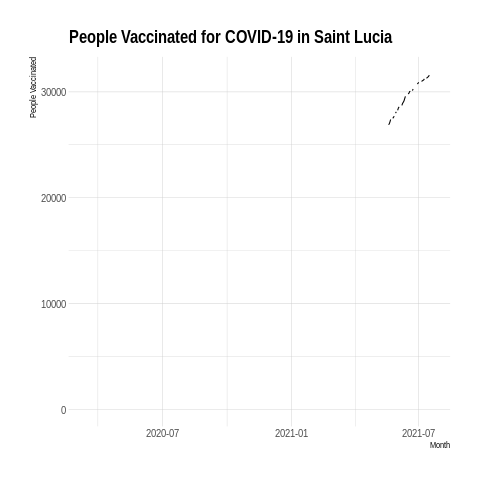 People Vaccinated for COVID-19 in Saint Lucia
People Vaccinated
30000
20000
10000
0
2020-07 2021-01 2021-07
Month